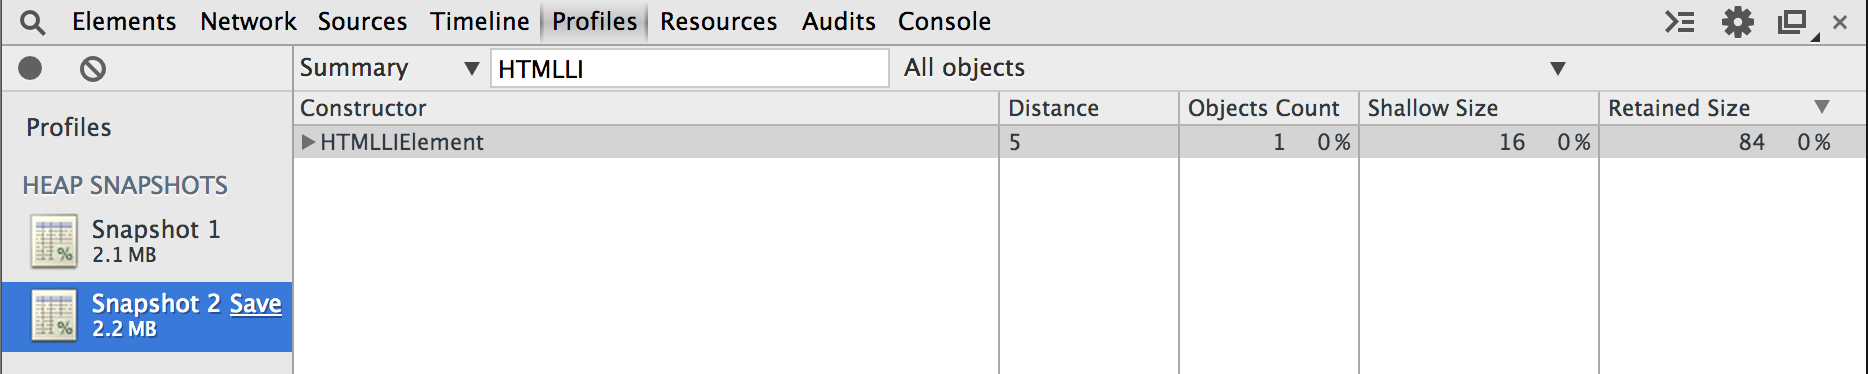 Elements Network Sources Timeline Profiles Resources Audits Console
Summary HTMLLI All objects
Profiles
HEAP SNAPSHOTS
Snapshot 1
2.1 MB
Snapshot 2 Save
2.2 MB
Constructor Distance Objects Count Shallow Size Retained Size
HTMLLIElement 5 1 0% 16 0% 84 0%